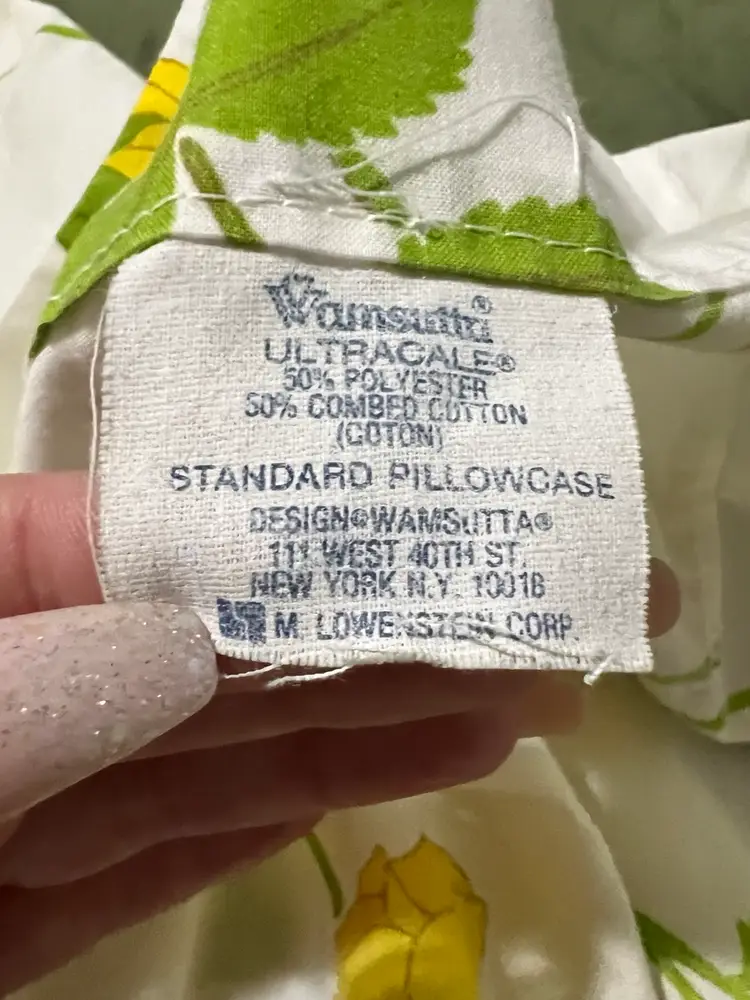 Wamsutta®
ULTRACALE®
50% POLYESTER
50% COMBED COTTON
(COTON)
STANDARD PILLOWCASE
DESIGN©WAMSUTTA®
111 WEST 40TH ST.
NEW YORK N.Y. 10018
M. LOWENSTEIN CORP.